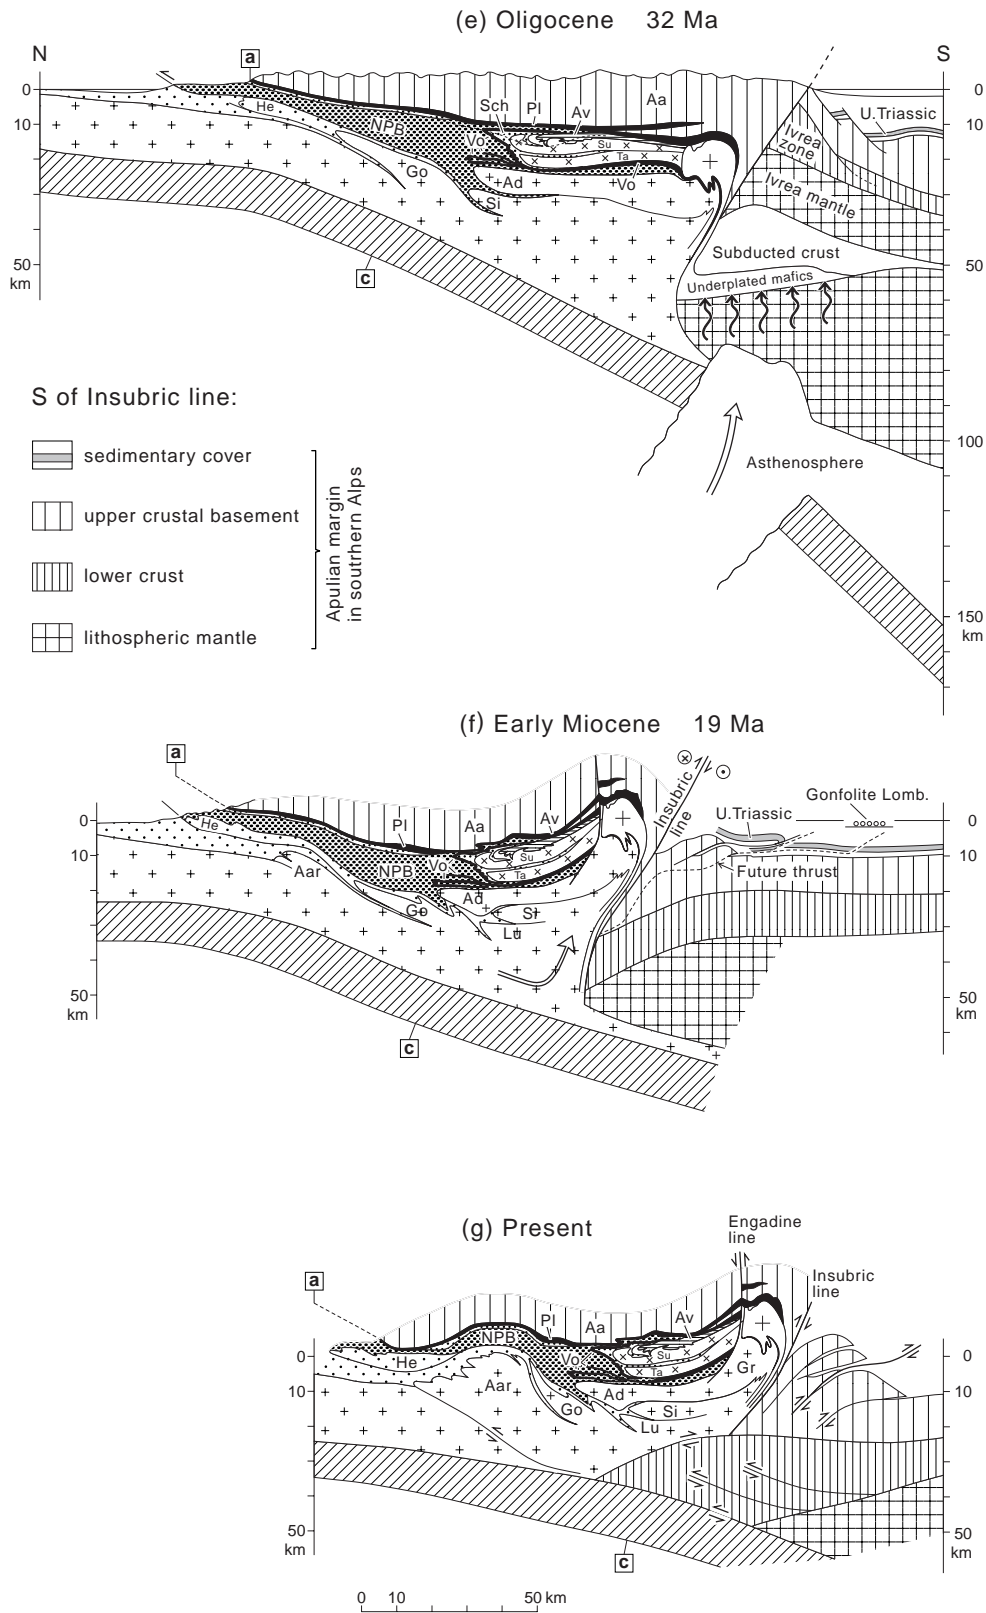 (e) Oligocene 32 Ma
N
S
a
0
10
50
km
He
NPB
Go
Sch
Pl
Av
Aa
Vo
Su
Ta
Ad
Vo
Si
Ivrea
zone
U.Triassic
Ivrea mantle
Subducted crust
Underplated mafics
0
10
50
100
150
km
c
Asthenosphere
S of Insubric line:
sedimentary cover
upper crustal basement
lower crust
lithospheric mantle
Apulian margin
in soutrhern Alps
(f) Early Miocene 19 Ma
a
0
10
50
km
He
Aar
Pl
NPB
Go
Aa
Av
Vo
Su
Ta
Ad
Si
Lu
Insubric
line
U.Triassic
Gonfolite Lomb.
Future thrust
0
10
50
km
c
(g) Present
Engadine
line
Insubric
line
a
0
10
50
km
He
NPB
Aar
Pl
Aa
Av
Vo
Su
Ta
Gr
Ad
Go
Si
Lu
0
10
50
km
c
0 10 50 km